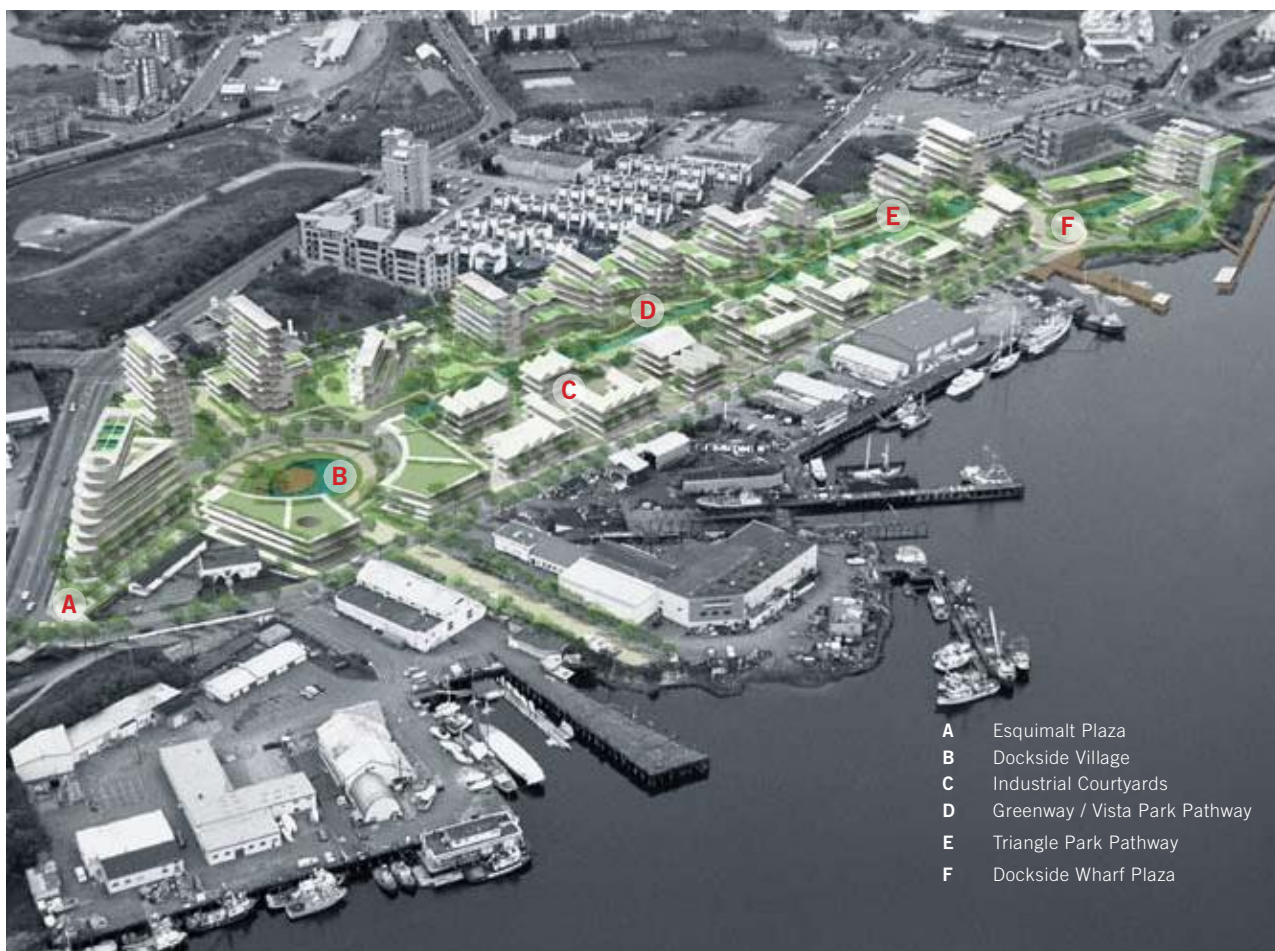 E
F
D
C
B
A
A Esquimalt Plaza
B Dockside Village
C Industrial Courtyards
D Greenway / Vista Park Pathway
E Triangle Park Pathway
F Dockside Wharf Plaza